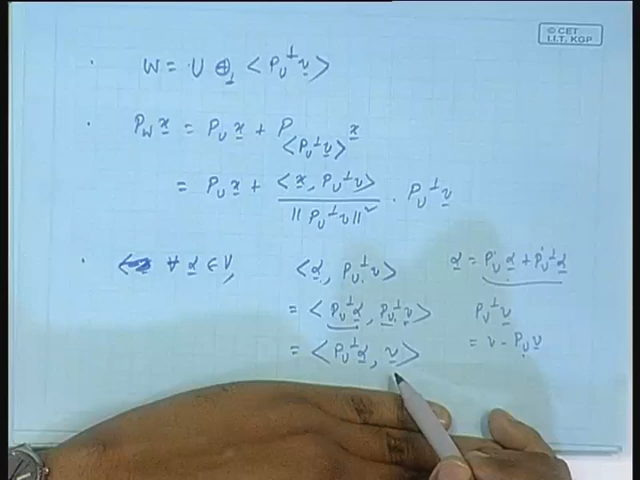 © CET
I.I.T. KGP
W = U ⊕⊥ < P_U^⊥ v >
P_W x = P_U x + P_{<P_U^⊥ v>} x
= P_U x + < x, P_U^⊥ v > / || P_U^⊥ v ||² . P_U^⊥ v
∀ α ∈ V, < α, P_U^⊥ v > α = P_U α + P_U^⊥ α
= < P_U^⊥ α, P_U^⊥ v > P_U^⊥ v
= < P_U^⊥ α, v > = v - P_U v